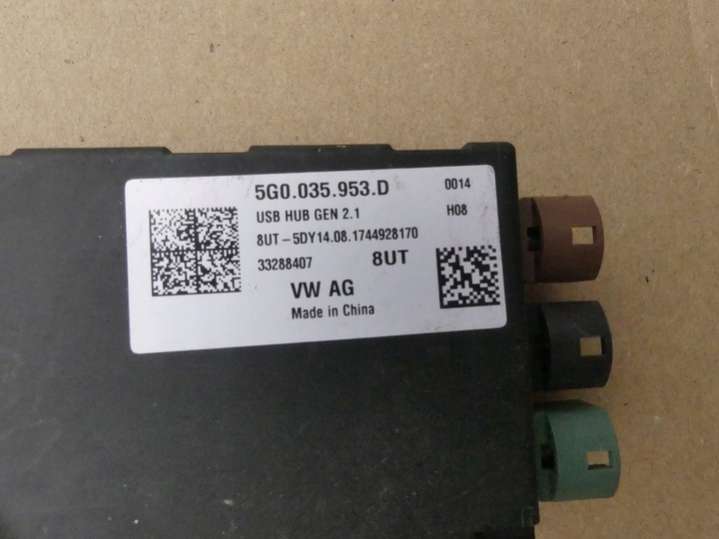 5G0.035.953.D 0014
USB HUB GEN 2.1 H08
8UT-5DY14.08.1744928170
33288407 8UT
VW AG
Made in China